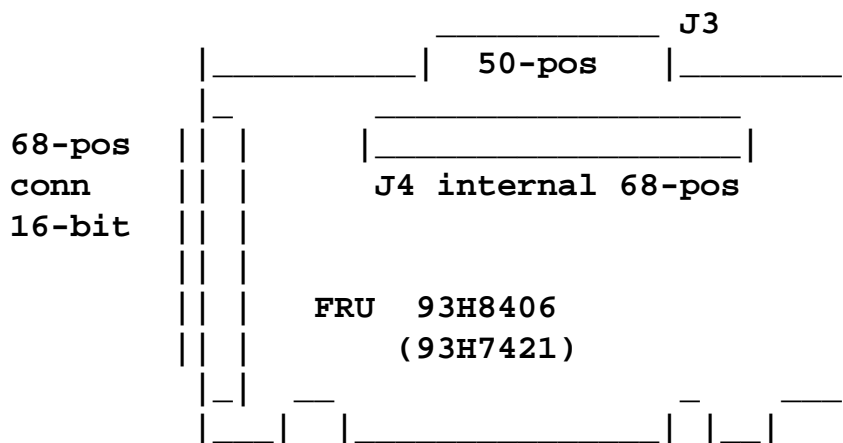 J3
50-pos
68-pos
conn J4 internal 68-pos
16-bit
FRU 93H8406
(93H7421)